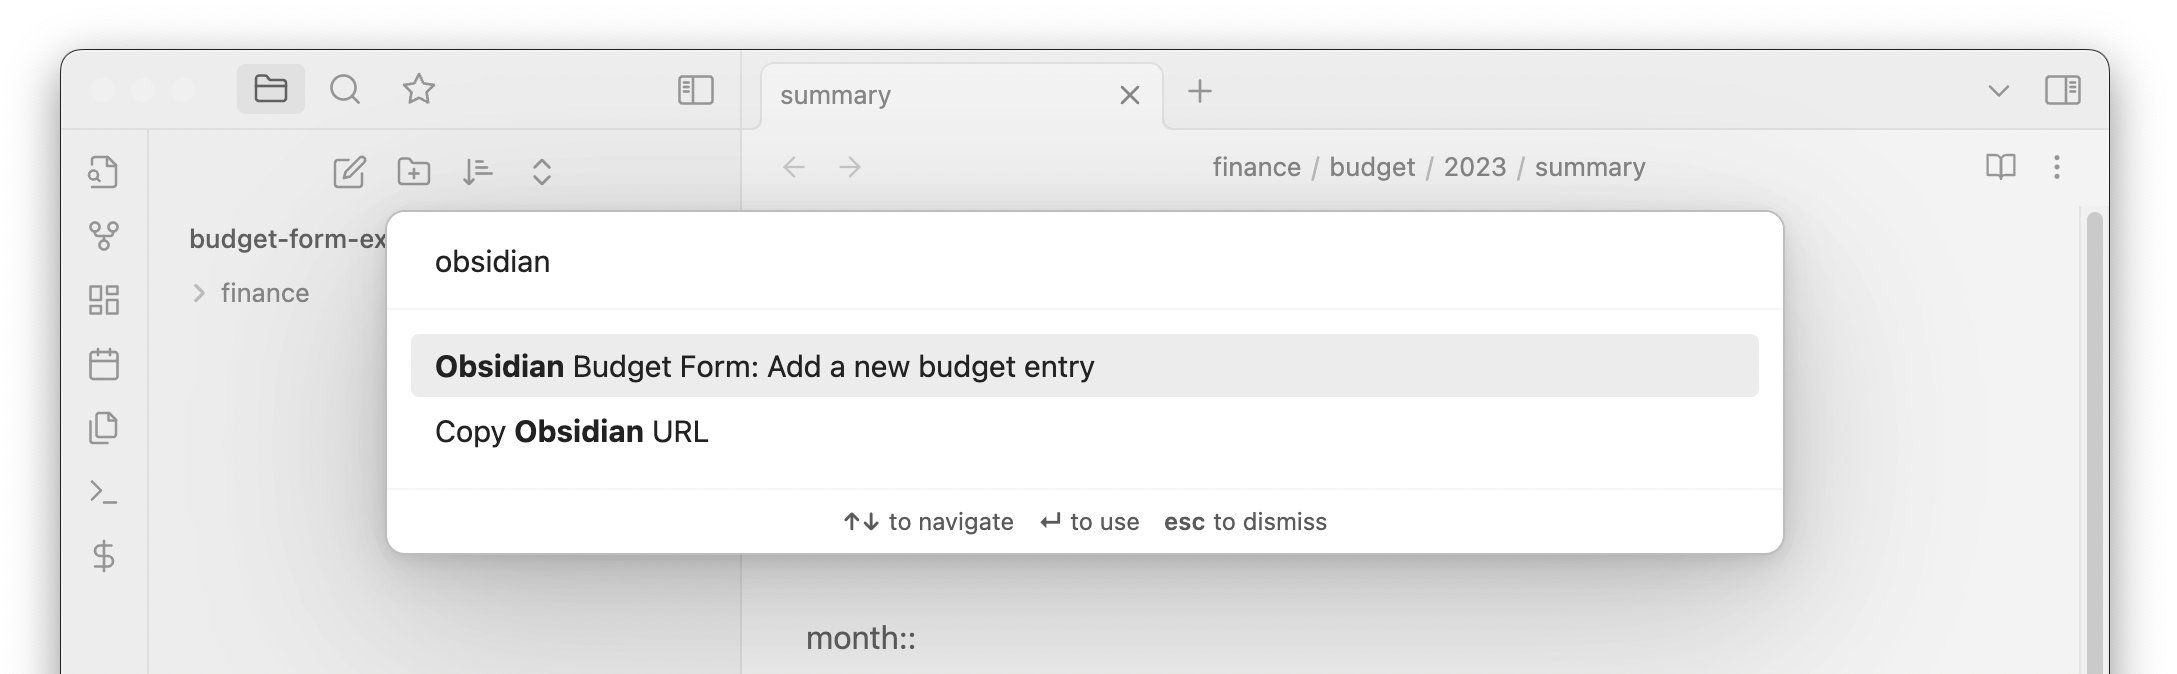 summary
finance / budget / 2023 / summary
budget-form-ex
finance
obsidian
Obsidian Budget Form: Add a new budget entry
Copy Obsidian URL
↑↓ to navigate ↵ to use esc to dismiss
month::